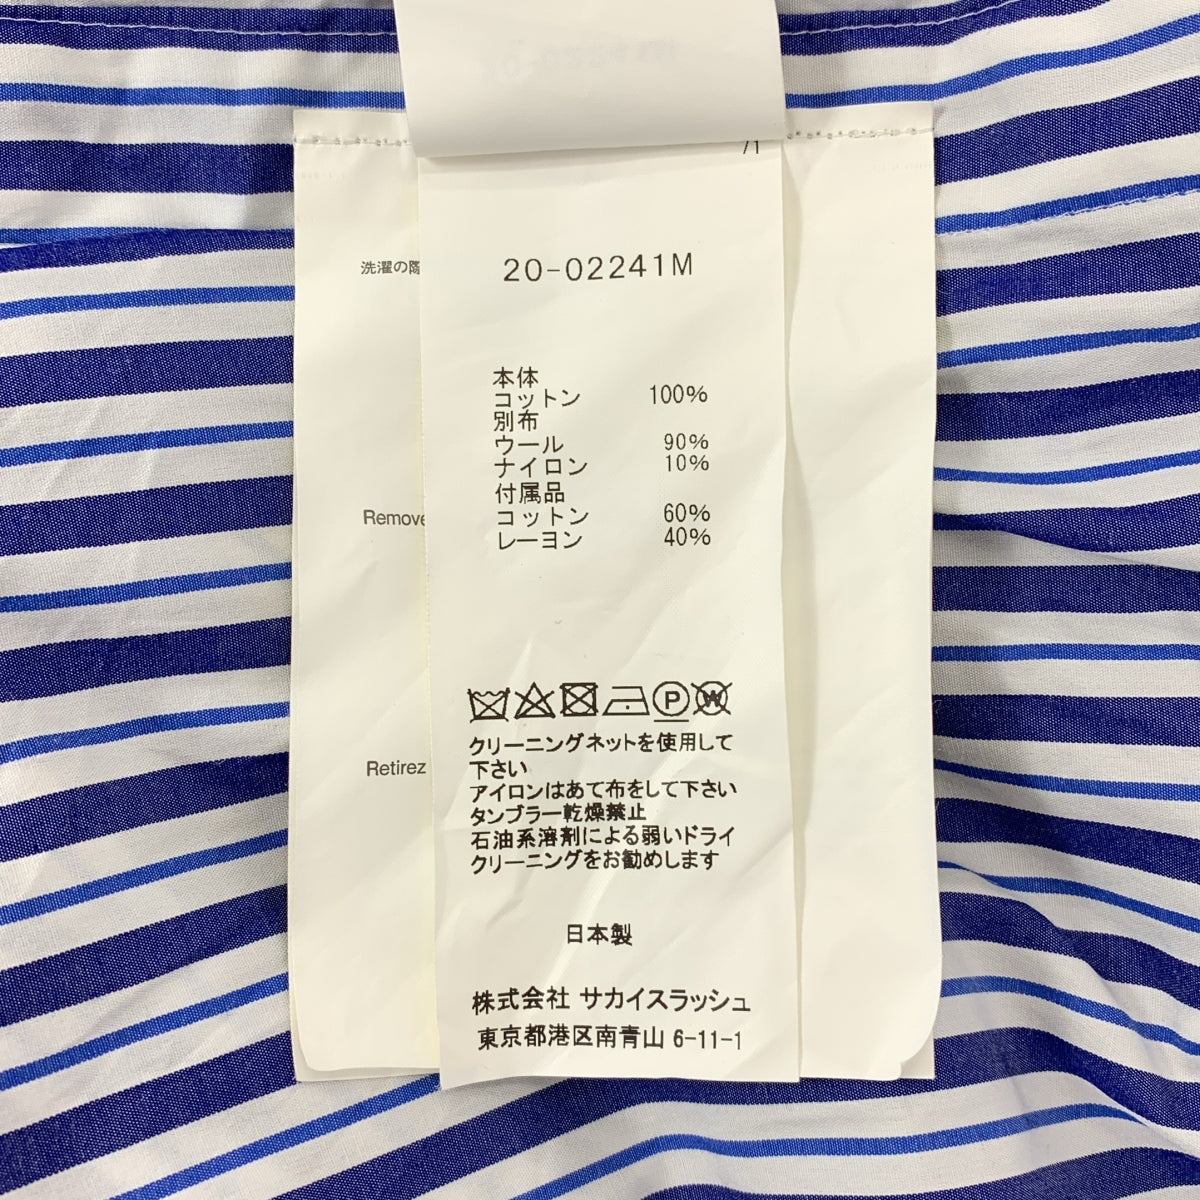 20-02241M
本体
コットン 100%
別布
ウール 90%
ナイロン 10%
付属品
コットン 60%
レーヨン 40%
P
W
クリーニングネットを使用して
下さい
アイロンはあて布をして下さい
タンブラー乾燥禁止
石油系溶剤による弱いドライ
クリーニングをお勧めします
日本製
株式会社 サカイスラッシュ
東京都港区南青山 6-11-1
洗濯の際
Remove
Retirez